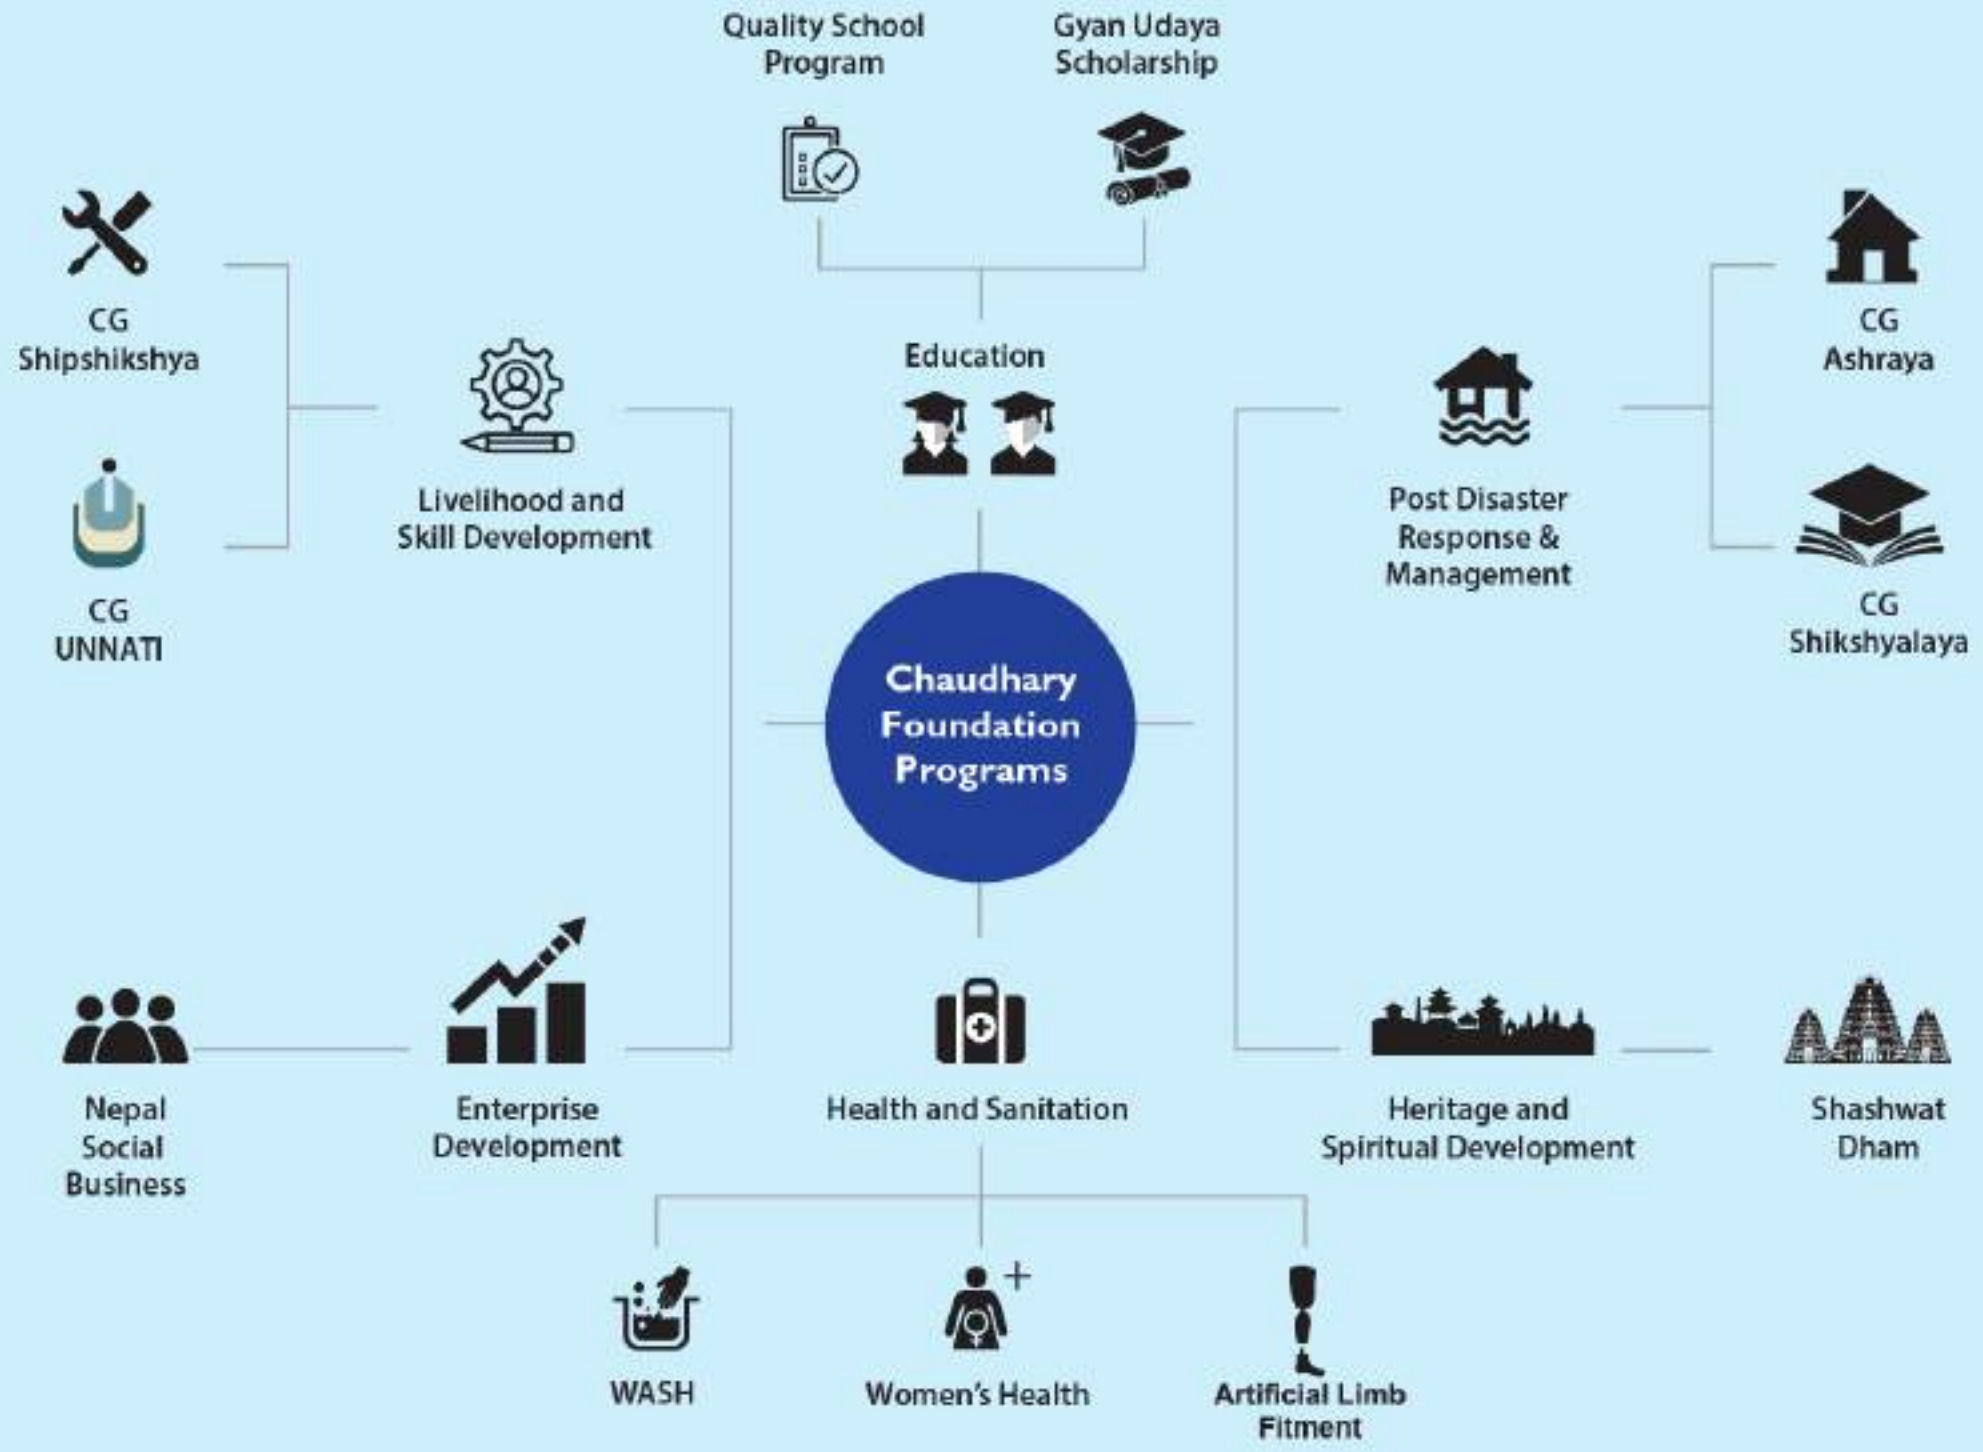 Quality School
Program
Gyan Udaya
Scholarship
CG
Shipshikshya
CG
UNNATI
Livelihood and
Skill Development
Education
Post Disaster
Response &
Management
CG
Ashraya
CG
Shikshyalaya
Chaudhary
Foundation
Programs
Nepal
Social
Business
Enterprise
Development
Health and Sanitation
Heritage and
Spiritual Development
Shashwat
Dham
WASH
Women's Health
Artificial Limb
Fitment